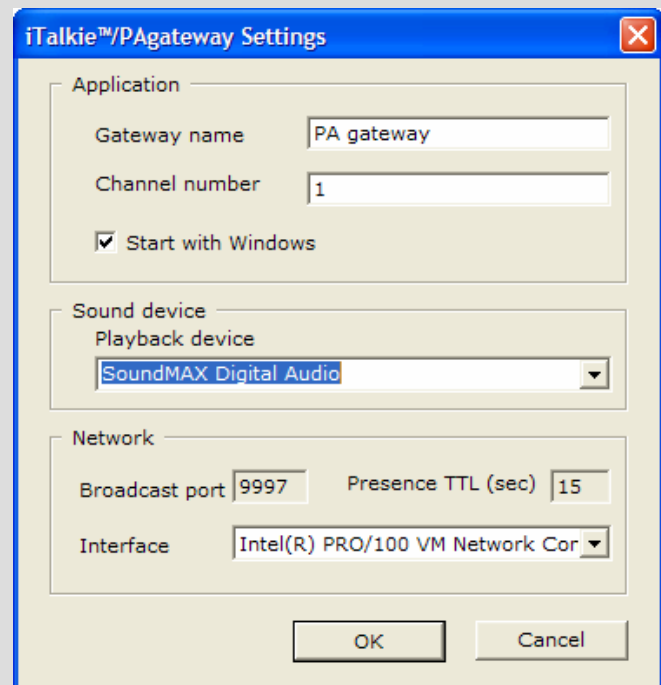 iTalkie™/PAgateway Settings
Application
Gateway name PA gateway
Channel number 1
Start with Windows
Sound device
Playback device
SoundMAX Digital Audio
Network
Broadcast port 9997 Presence TTL (sec) 15
Interface Intel(R) PRO/100 VM Network Cor
OK Cancel